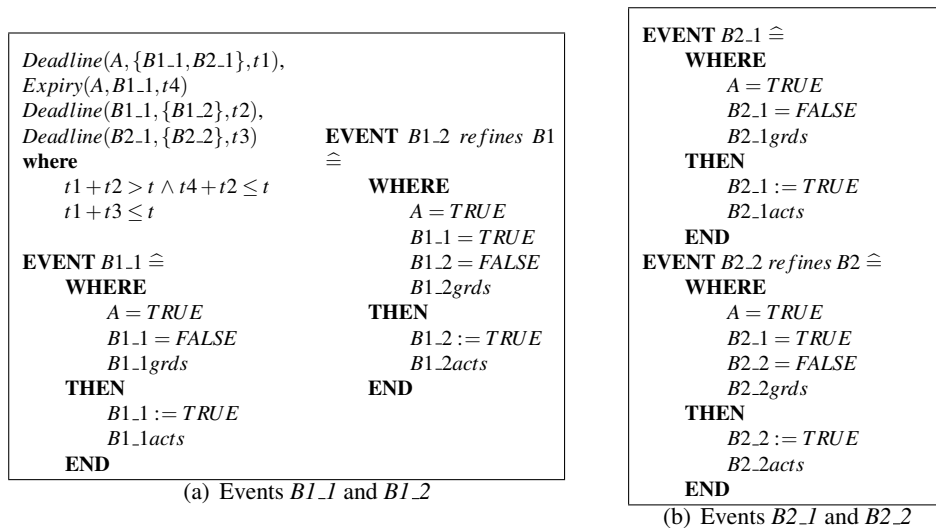 Deadline(A,{B1_1,B2_1},t1),
Expiry(A,B1_1,t4)
Deadline(B1_1,{B1_2},t2),
Deadline(B2_1,{B2_2},t3)
where
t1+t2 > t ∧ t4+t2 ≤ t
t1+t3 ≤ t
EVENT B1_1 ≙
WHERE
A = TRUE
B1_1 = FALSE
B1_1grds
THEN
B1_1 := TRUE
B1_1acts
END
EVENT B1_2 refines B1
≙
WHERE
A = TRUE
B1_1 = TRUE
B1_2 = FALSE
B1_2grds
THEN
B1_2 := TRUE
B1_2acts
END
(a) Events B1_1 and B1_2
EVENT B2_1 ≙
WHERE
A = TRUE
B2_1 = FALSE
B2_1grds
THEN
B2_1 := TRUE
B2_1acts
END
EVENT B2_2 refines B2 ≙
WHERE
A = TRUE
B2_1 = TRUE
B2_2 = FALSE
B2_2grds
THEN
B2_2 := TRUE
B2_2acts
END
(b) Events B2_1 and B2_2